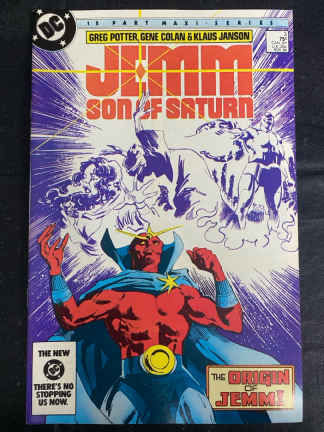 DC
12 PART MAXI-SERIES
GREG POTTER, GENE COLAN & KLAUS JANSON
JEMM
SON OF SATURN
THE NEW
DC
THERE'S NO
STOPPING
US NOW.
THE ORIGIN
OF
JEMM!